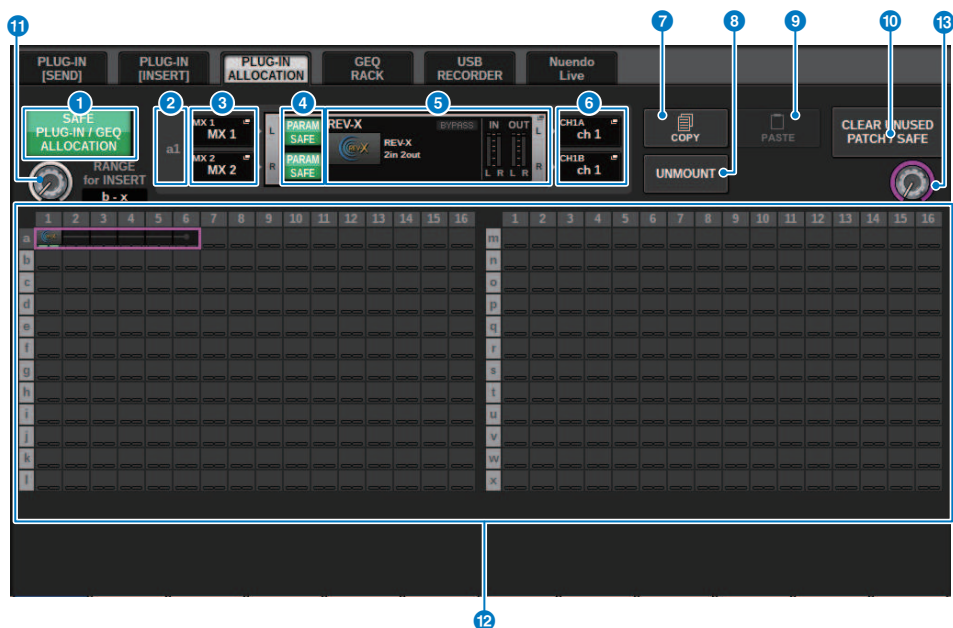 11 7 8 9 10 13
PLUG-IN [SEND]
PLUG-IN [INSERT]
PLUG-IN ALLOCATION
GEQ RACK
USB RECORDER
Nuendo Live
1 2 3 4 5 6
SAFE
PLUG-IN / GEQ
ALLOCATION
a1
MX 1
MX 1
MX 2
MX 2
L
R
PARAM
SAFE
PARAM
SAFE
REV-X
BYPASS
REV-X
REV-X
2in 2out
IN OUT
L R L R
L
R
CH1A
ch 1
CH1B
ch 1
COPY
PASTE
UNMOUNT
CLEAR UNUSED
PATCH / SAFE
RANGE
for INSERT
b - x
1 2 3 4 5 6 7 8 9 10 11 12 13 14 15 16
1 2 3 4 5 6 7 8 9 10 11 12 13 14 15 16
a m
b n
c o
d p
e q
f r
g s
h t
i u
j v
k w
l x
12